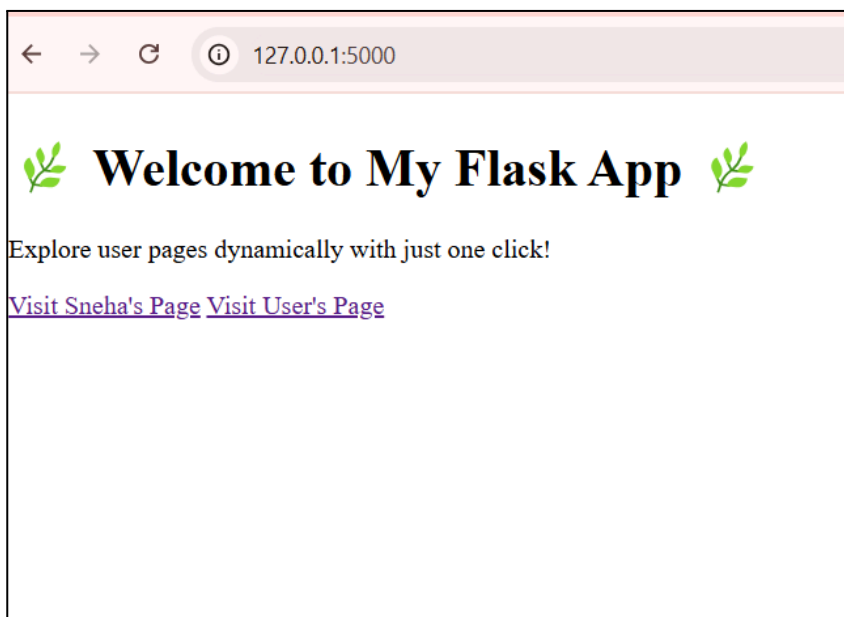 127.0.0.1:5000
🌿 Welcome to My Flask App 🌿
Explore user pages dynamically with just one click!
Visit Sneha's Page Visit User's Page